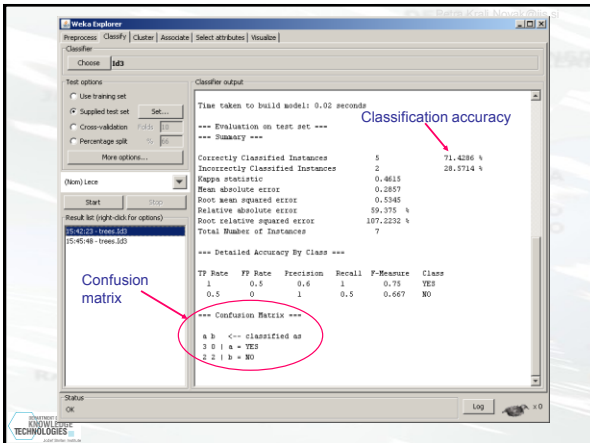 Weka Explorer
Preprocess Classify Cluster Associate Select attributes Visualize
Classifier
Choose Id3
Test options
Use training set
Supplied test set Set...
Cross-validation Folds 10
Percentage split % 66
More options...
(Nom) Lece
Start Stop
Result list (right-click for options)
15:42:23 - trees.Id3
15:45:48 - trees.Id3
Classifier output
Time taken to build model: 0.02 seconds
=== Evaluation on test set ===
=== Summary ===
Correctly Classified Instances 5 71.4286 %
Incorrectly Classified Instances 2 28.5714 %
Kappa statistic 0.4615
Mean absolute error 0.2857
Root mean squared error 0.5345
Relative absolute error 59.375 %
Root relative squared error 107.2232 %
Total Number of Instances 7
=== Detailed Accuracy By Class ===
TP Rate FP Rate Precision Recall F-Measure Class
1 0.5 0.6 1 0.75 YES
0.5 0 1 0.5 0.667 NO
=== Confusion Matrix ===
a b <-- classified as
3 0 | a = YES
2 2 | b = NO
Classification accuracy
Confusion
matrix
Status
OK
Log
x 0
KNOWLEDGE
TECHNOLOGIES